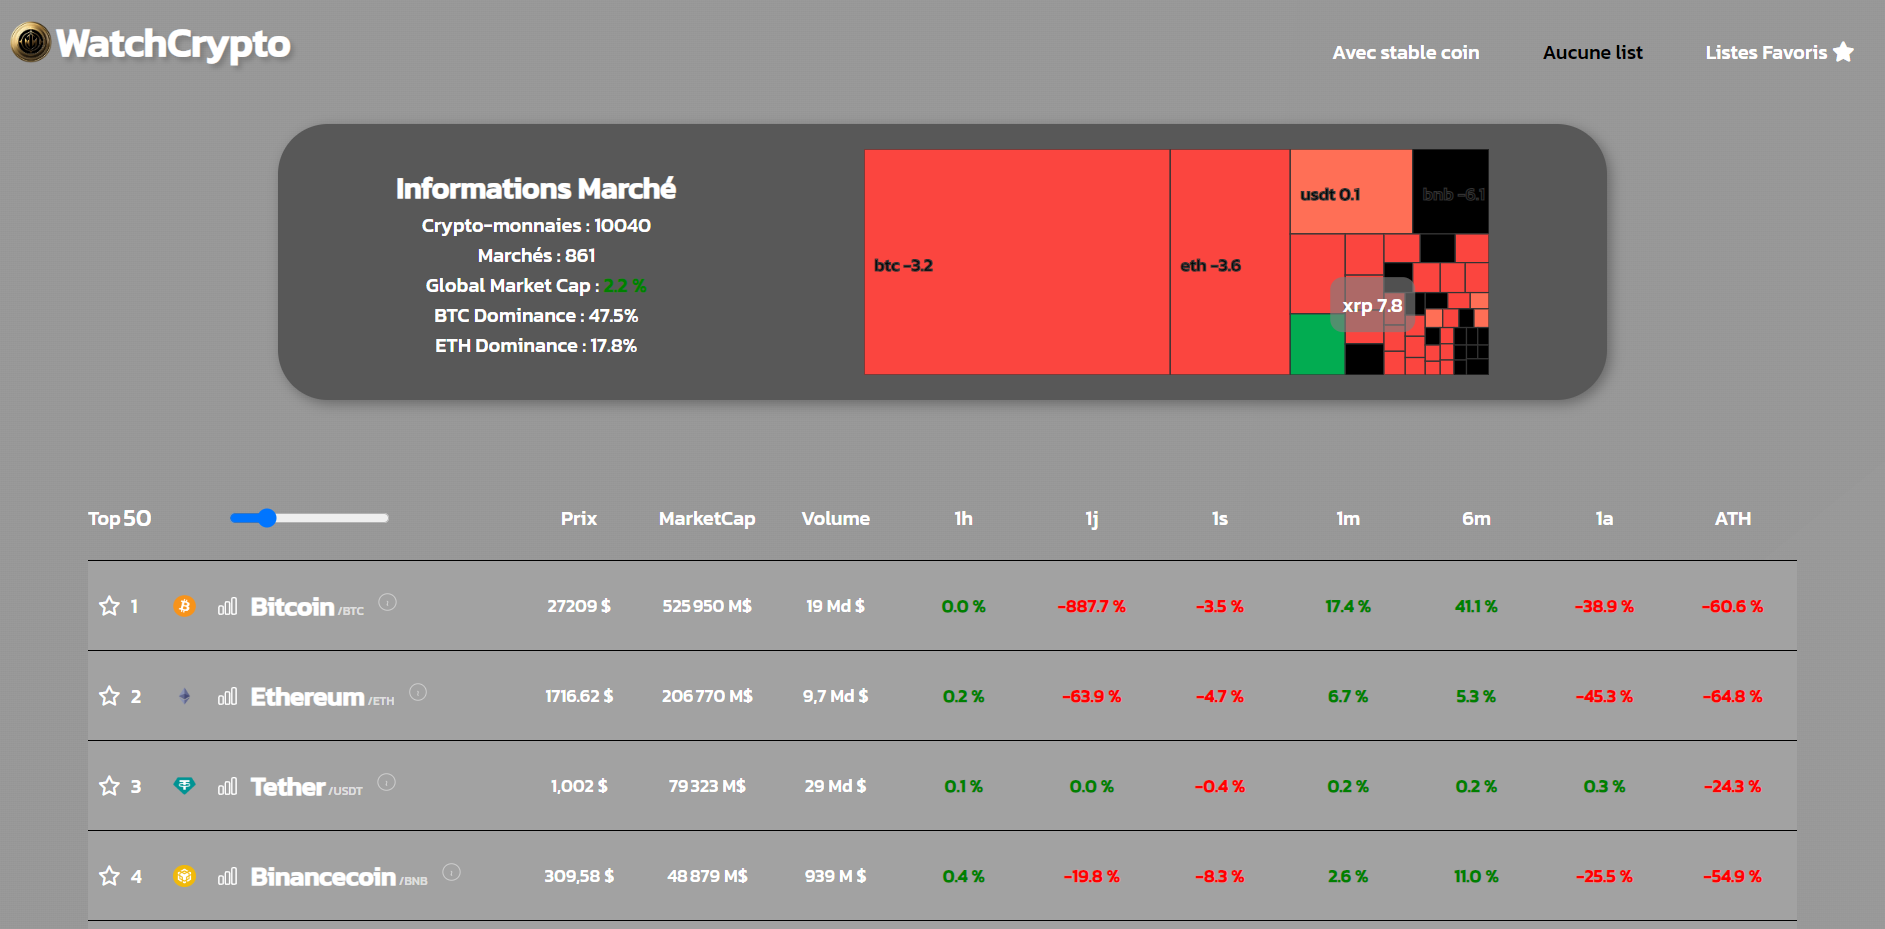 WatchCrypto
Avec stable coin Aucune list Listes Favoris
Informations Marché
Crypto-monnaies : 10040
Marchés : 861
Global Market Cap : 2.2 %
BTC Dominance : 47.5%
ETH Dominance : 17.8%
btc -3.2
eth -3.6
usdt 0.1
bnb -6.1
xrp 7.8
Top 50 Prix MarketCap Volume 1h 1j 1s 1m 6m 1a ATH
1 Bitcoin /BTC 27209 $ 525 950 M$ 19 Md $ 0.0 % -887.7 % -3.5 % 17.4 % 41.1 % -38.9 % -60.6 %
2 Ethereum /ETH 1716.62 $ 206 770 M$ 9,7 Md $ 0.2 % -63.9 % -4.7 % 6.7 % 5.3 % -45.3 % -64.8 %
3 Tether /USDT 1,002 $ 79 323 M$ 29 Md $ 0.1 % 0.0 % -0.4 % 0.2 % 0.2 % 0.3 % -24.3 %
4 Binancecoin /BNB 309,58 $ 48 879 M$ 939 M $ 0.4 % -19.8 % -8.3 % 2.6 % 11.0 % -25.5 % -54.9 %